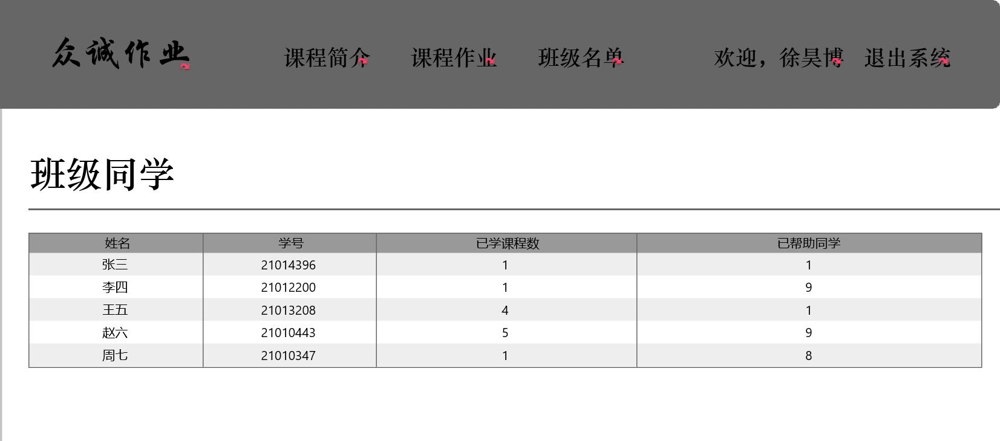 众诚作业 课程简介 课程作业 班级名单 欢迎，徐昊博 退出系统
班级同学
姓名 学号 已学课程数 已帮助同学
张三 21014396 1 1
李四 21012200 1 9
王五 21013208 4 1
赵六 21010443 5 9
周七 21010347 1 8